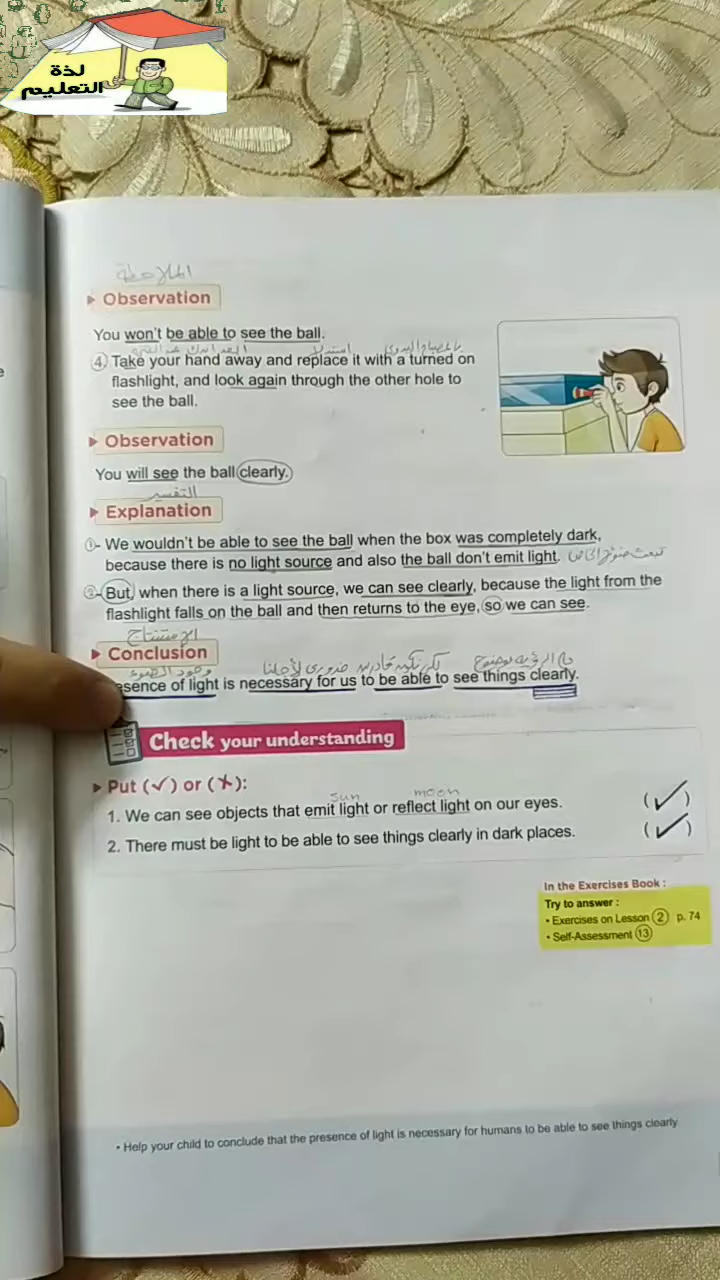 لذة
التعليم
الملاحظة
▸ Observation
You won't be able to see the ball.
④ Take your hand away and replace it with a turned on
flashlight, and look again through the other hole to
see the ball.
▸ Observation
You will see the ball clearly.
التفسير
▸ Explanation
①- We wouldn't be able to see the ball when the box was completely dark,
because there is no light source and also the ball don't emit light.
②- But, when there is a light source, we can see clearly, because the light from the
flashlight falls on the ball and then returns to the eye, so we can see.
الإستنتاج
▸ Conclusion
وجود الضوء ضروري لأجلنا
esence of light is necessary for us to be able to see things clearly.
Check your understanding
▸ Put (✓) or (✗):
sun moon
1. We can see objects that emit light or reflect light on our eyes. (✓)
2. There must be light to be able to see things clearly in dark places. (✓)
In the Exercises Book :
Try to answer :
• Exercises on Lesson ② p. 74
• Self-Assessment ⑬
• Help your child to conclude that the presence of light is necessary for humans to be able to see things clearly